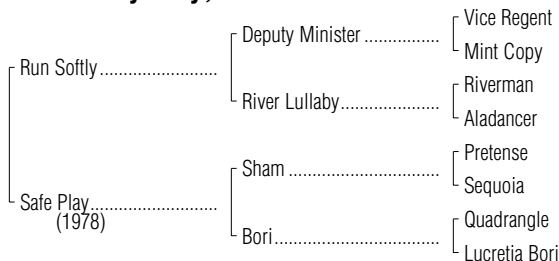 Vice Regent
Deputy Minister
Mint Copy
Run Softly
Riverman
River Lullaby
Aladancer
Pretense
Sham
Sequoia
Safe Play
(1978)
Quadrangle
Bori
Lucretia Bori